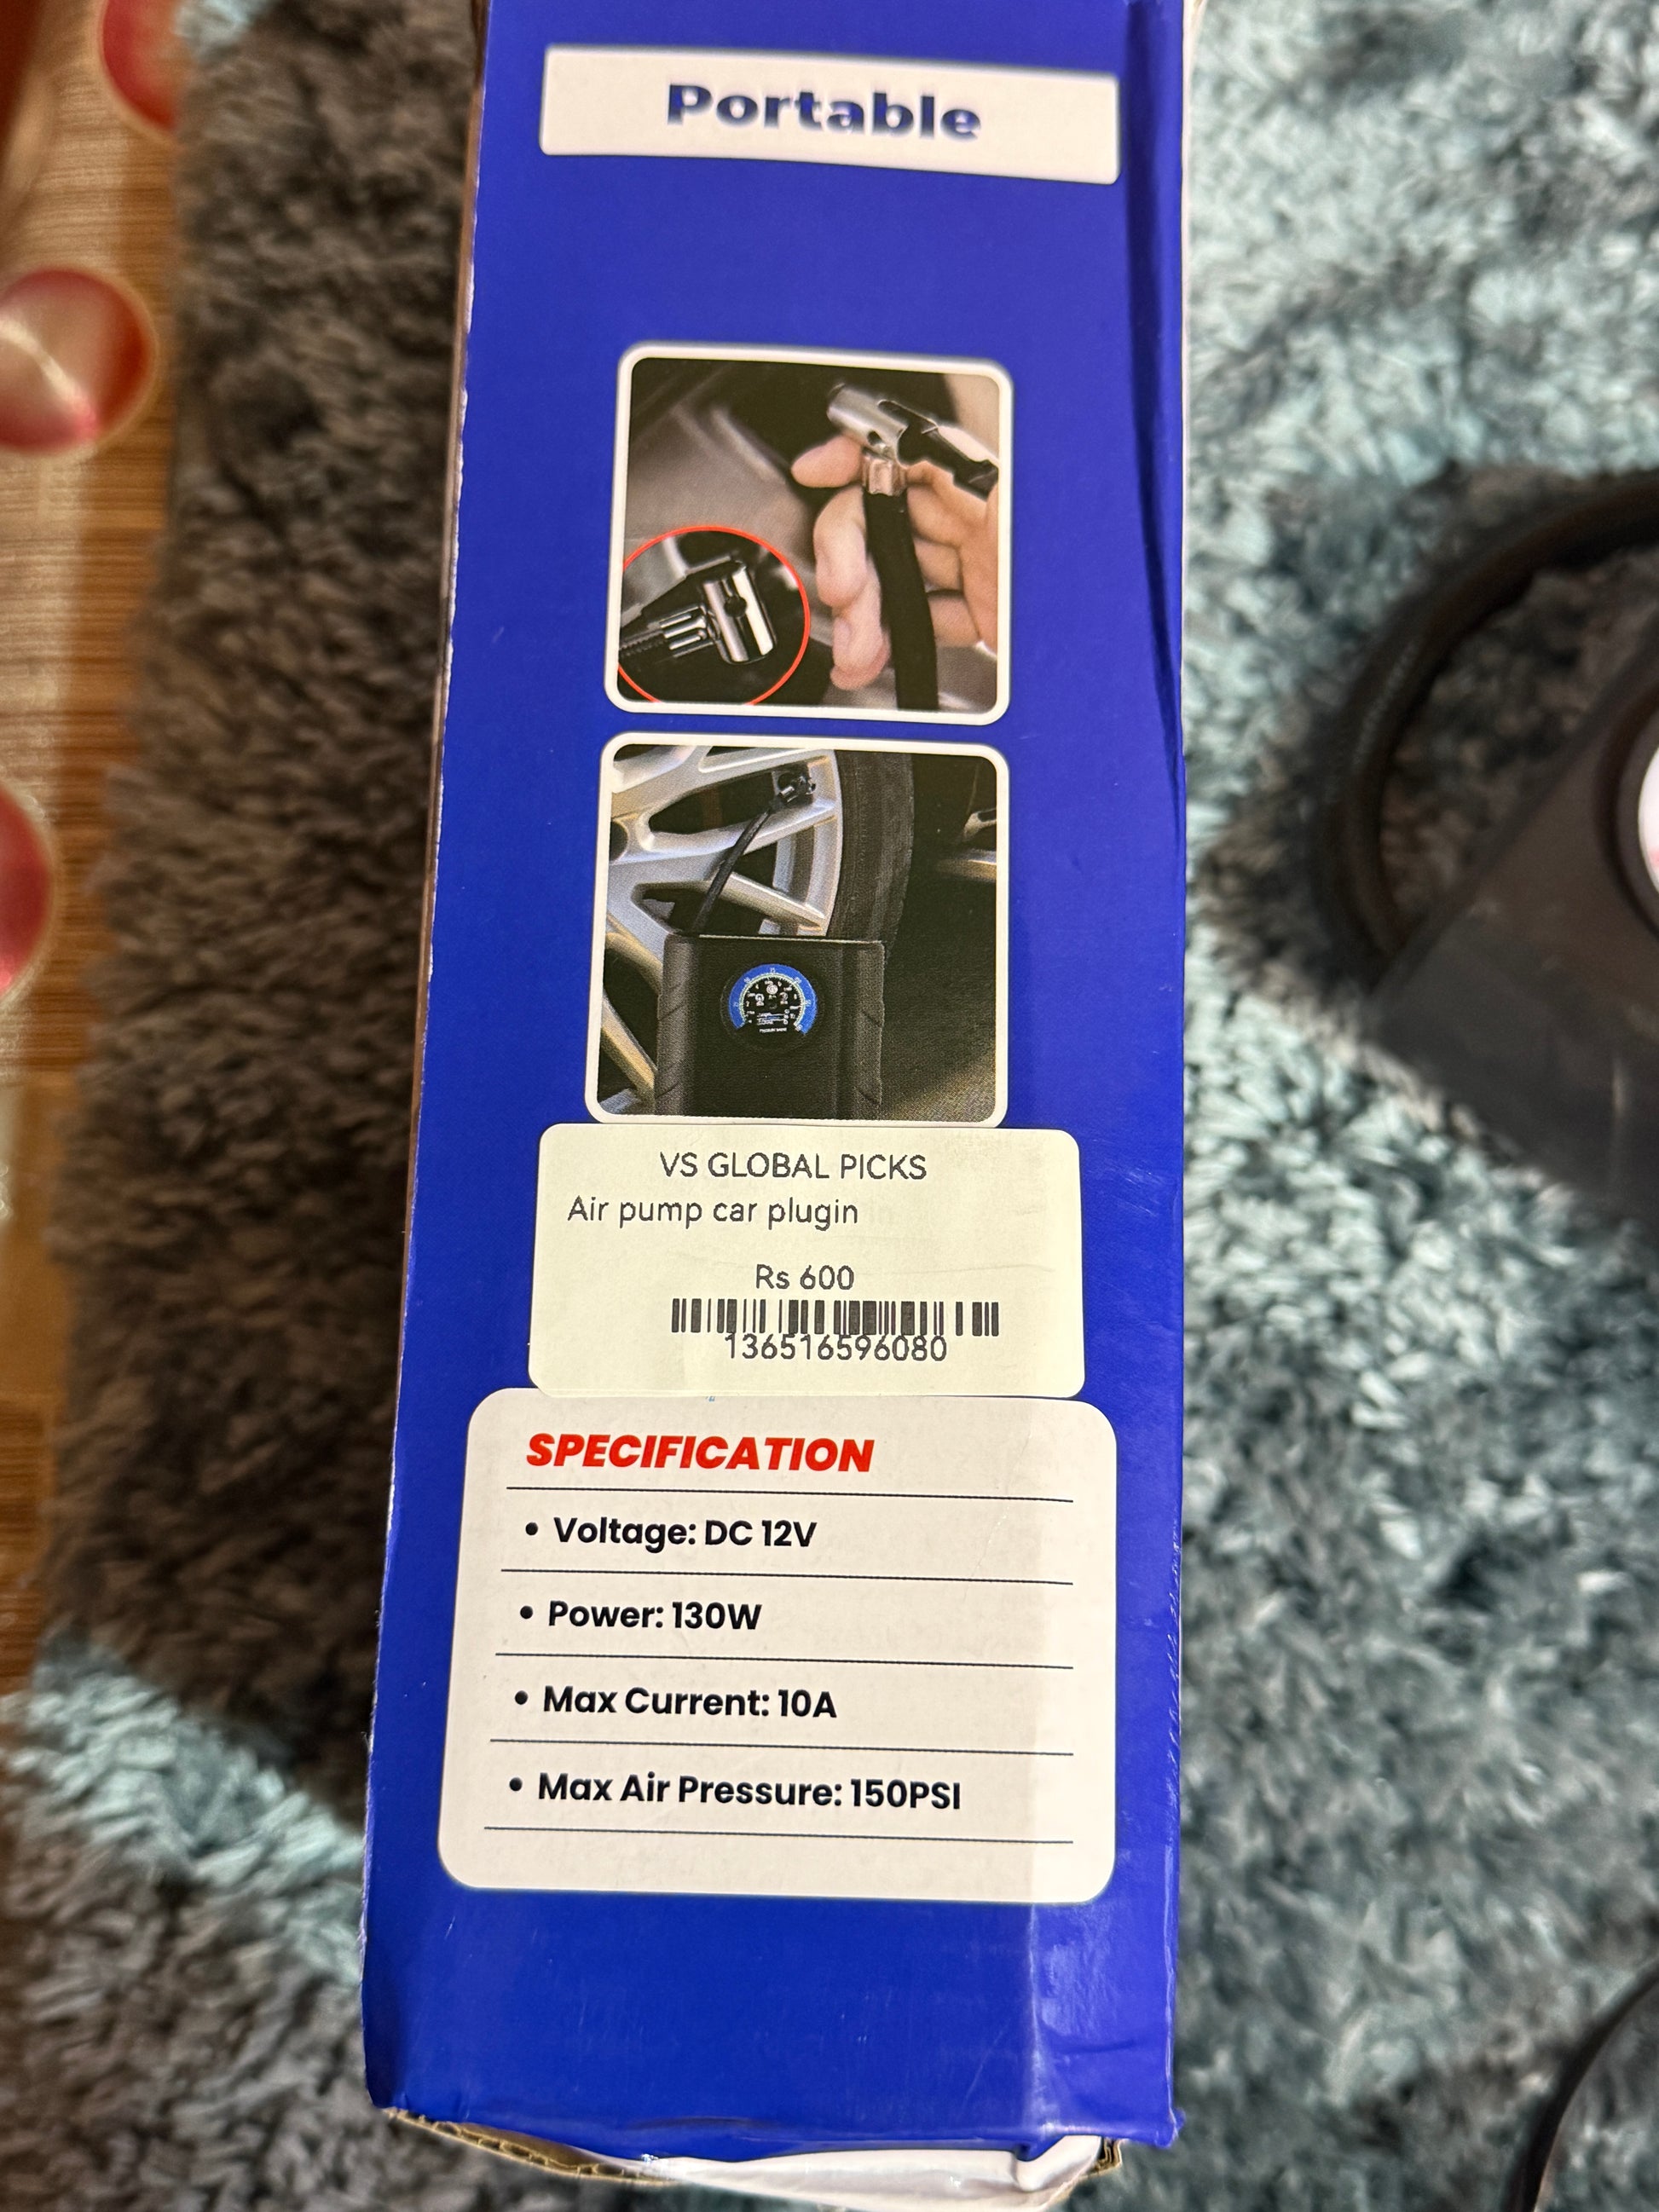 Portable
VS GLOBAL PICKS
Air pump car plugin
Rs 600
136516596080
SPECIFICATION
• Voltage: DC 12V
• Power: 130W
• Max Current: 10A
• Max Air Pressure: 150PSI